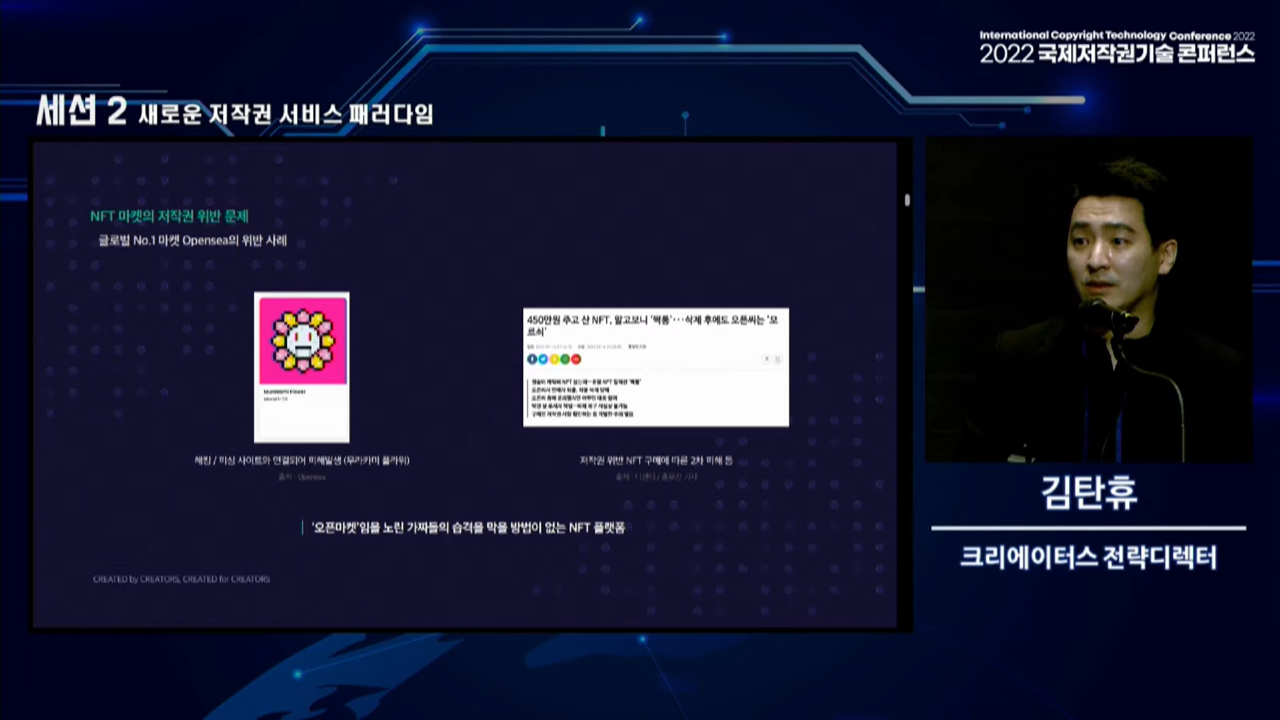 International Copyright Technology Conference 2022
2022 국제저작권기술 콘퍼런스
세션 2 새로운 저작권 서비스 패러다임
NFT 마켓의 저작권 위반 문제
글로벌 No.1 마켓 Opensea의 위반 사례
450만원 주고 산 NFT, 알고보니 '짝퉁'···삭제 후에도 오픈씨는 '모
르쇠'
해킹 / 피싱 사이트와 연결되어 피해발생 (무라카미 플라워)
출처 : Opensea
저작권 위반 NFT 구매에 따른 2차 피해 등
'오픈마켓'임을 노린 가짜들의 습격을 막을 방법이 없는 NFT 플랫폼
CREATED by CREATORS, CREATED for CREATORS
김탄휴
크리에이터스 전략디렉터